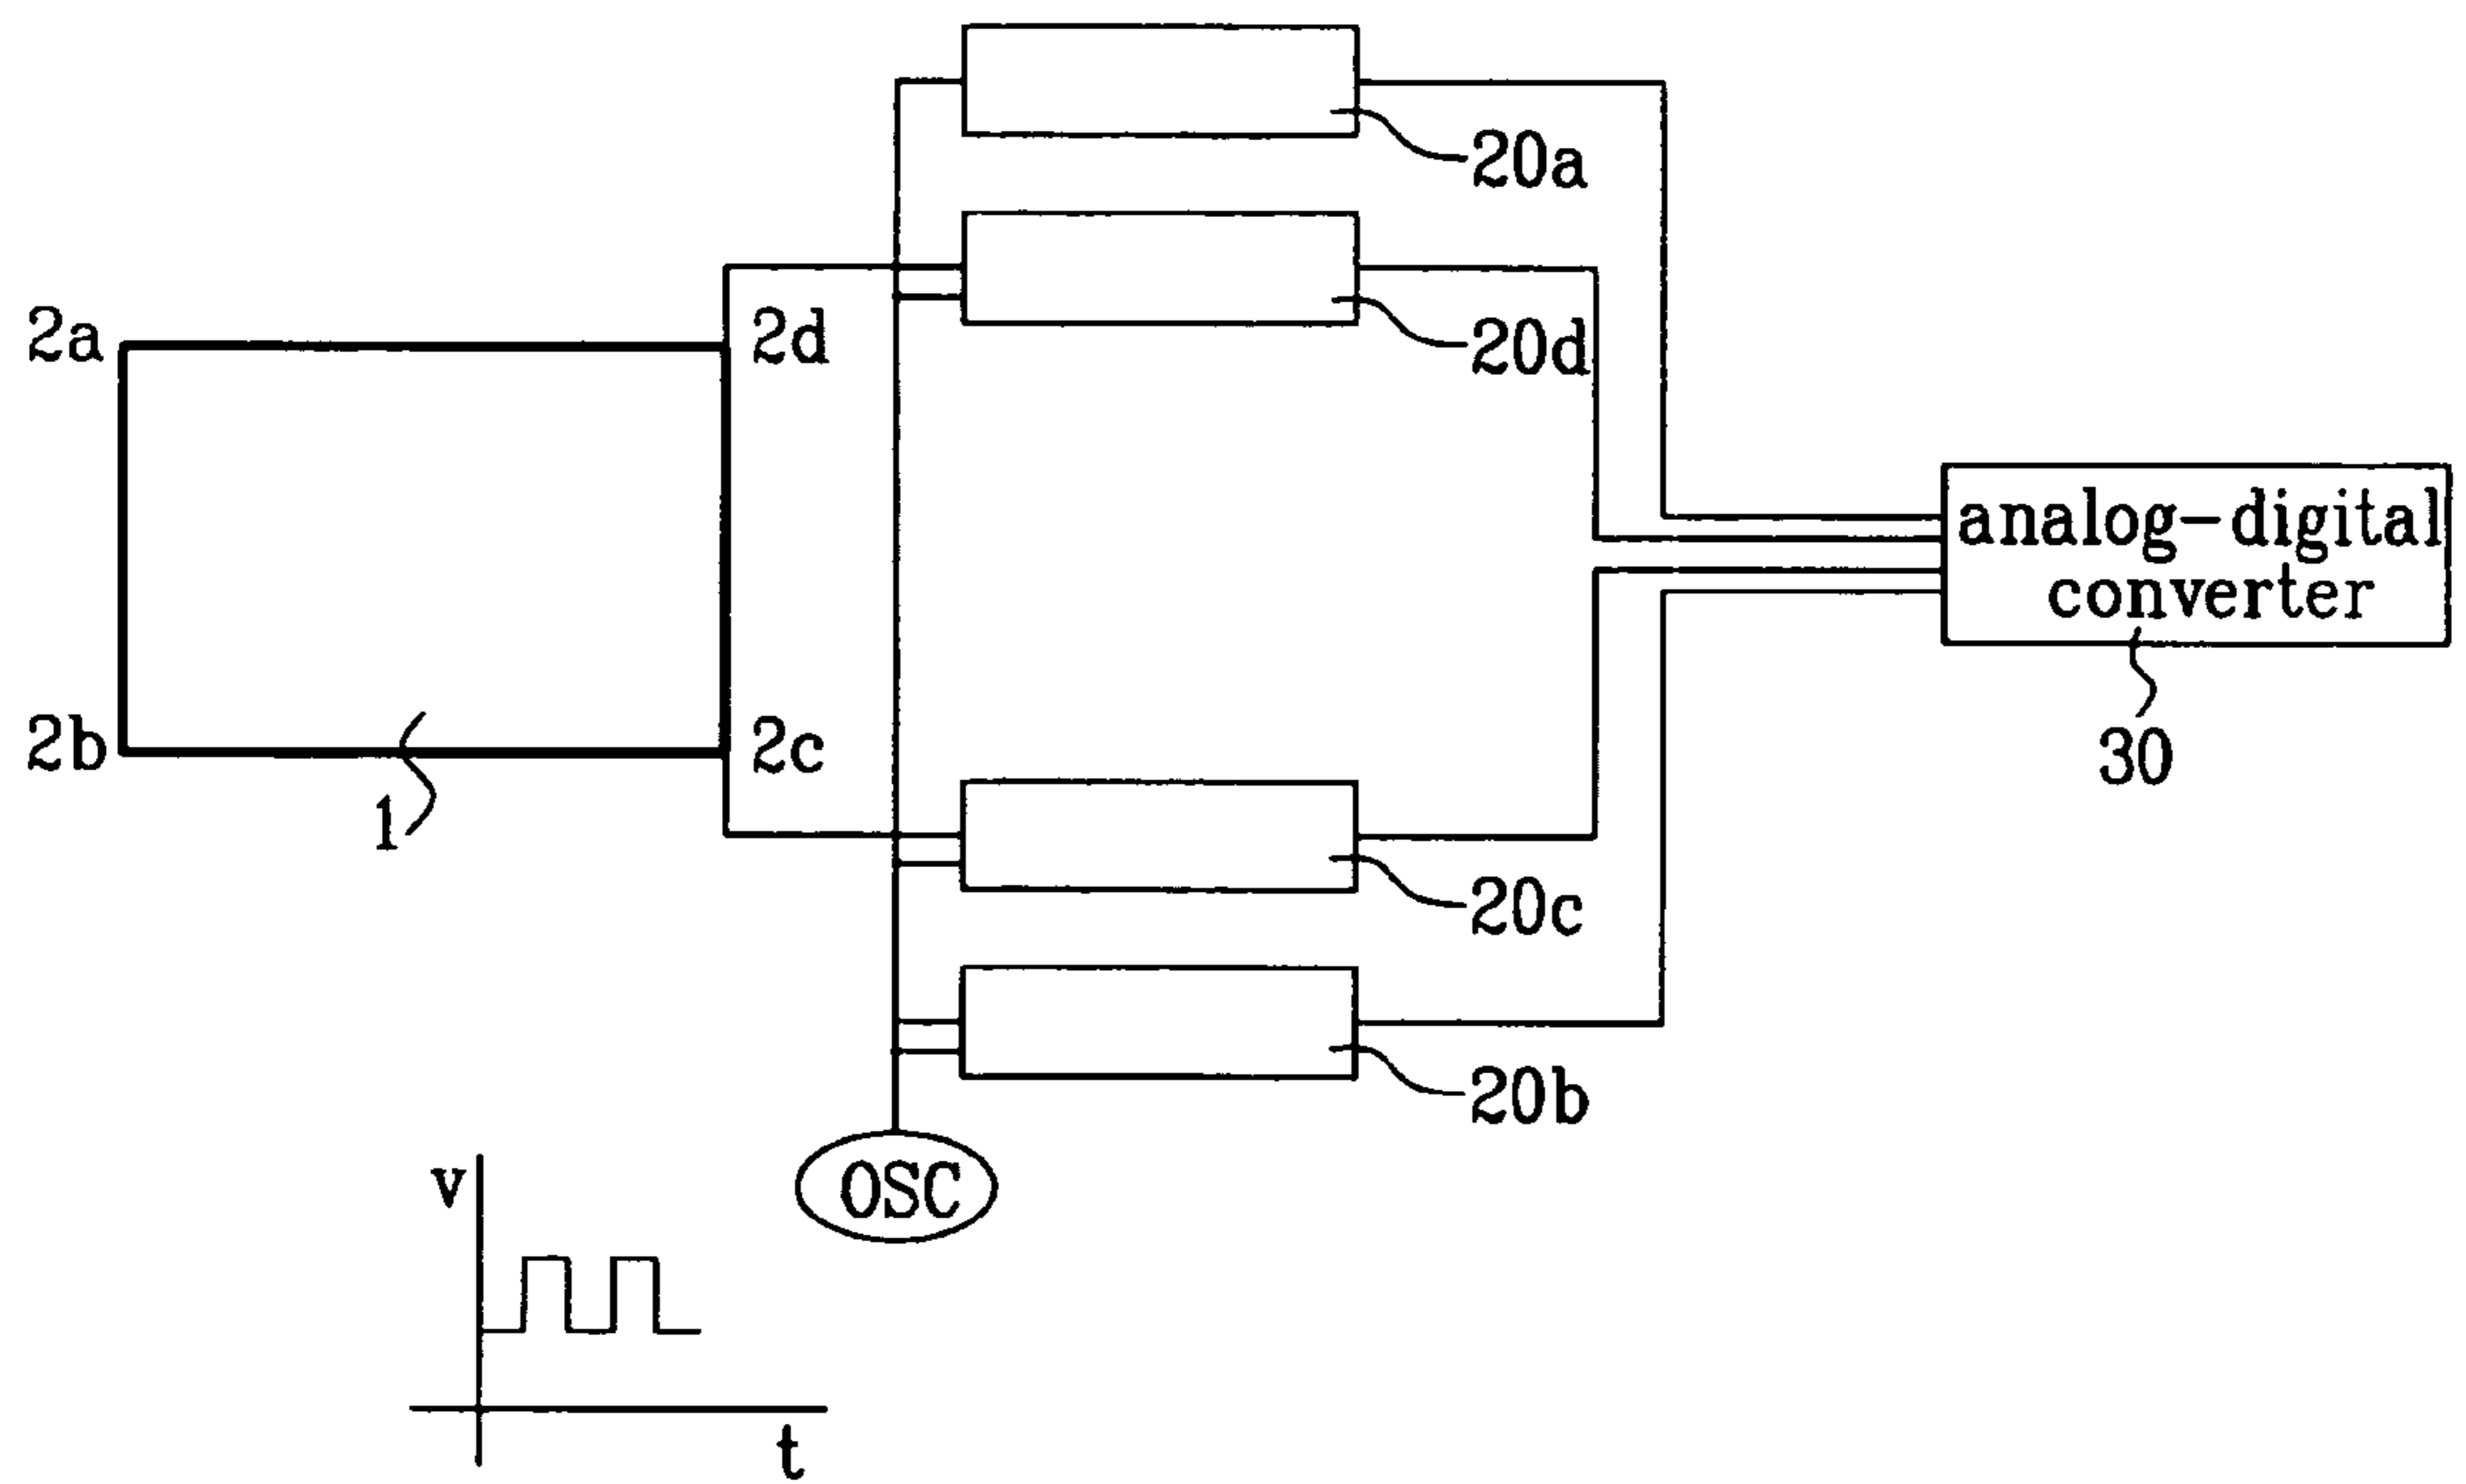 20a
2a
2d
20d
analog-digital
converter
30
2b
2c
1
20c
20b
OSC
v
t